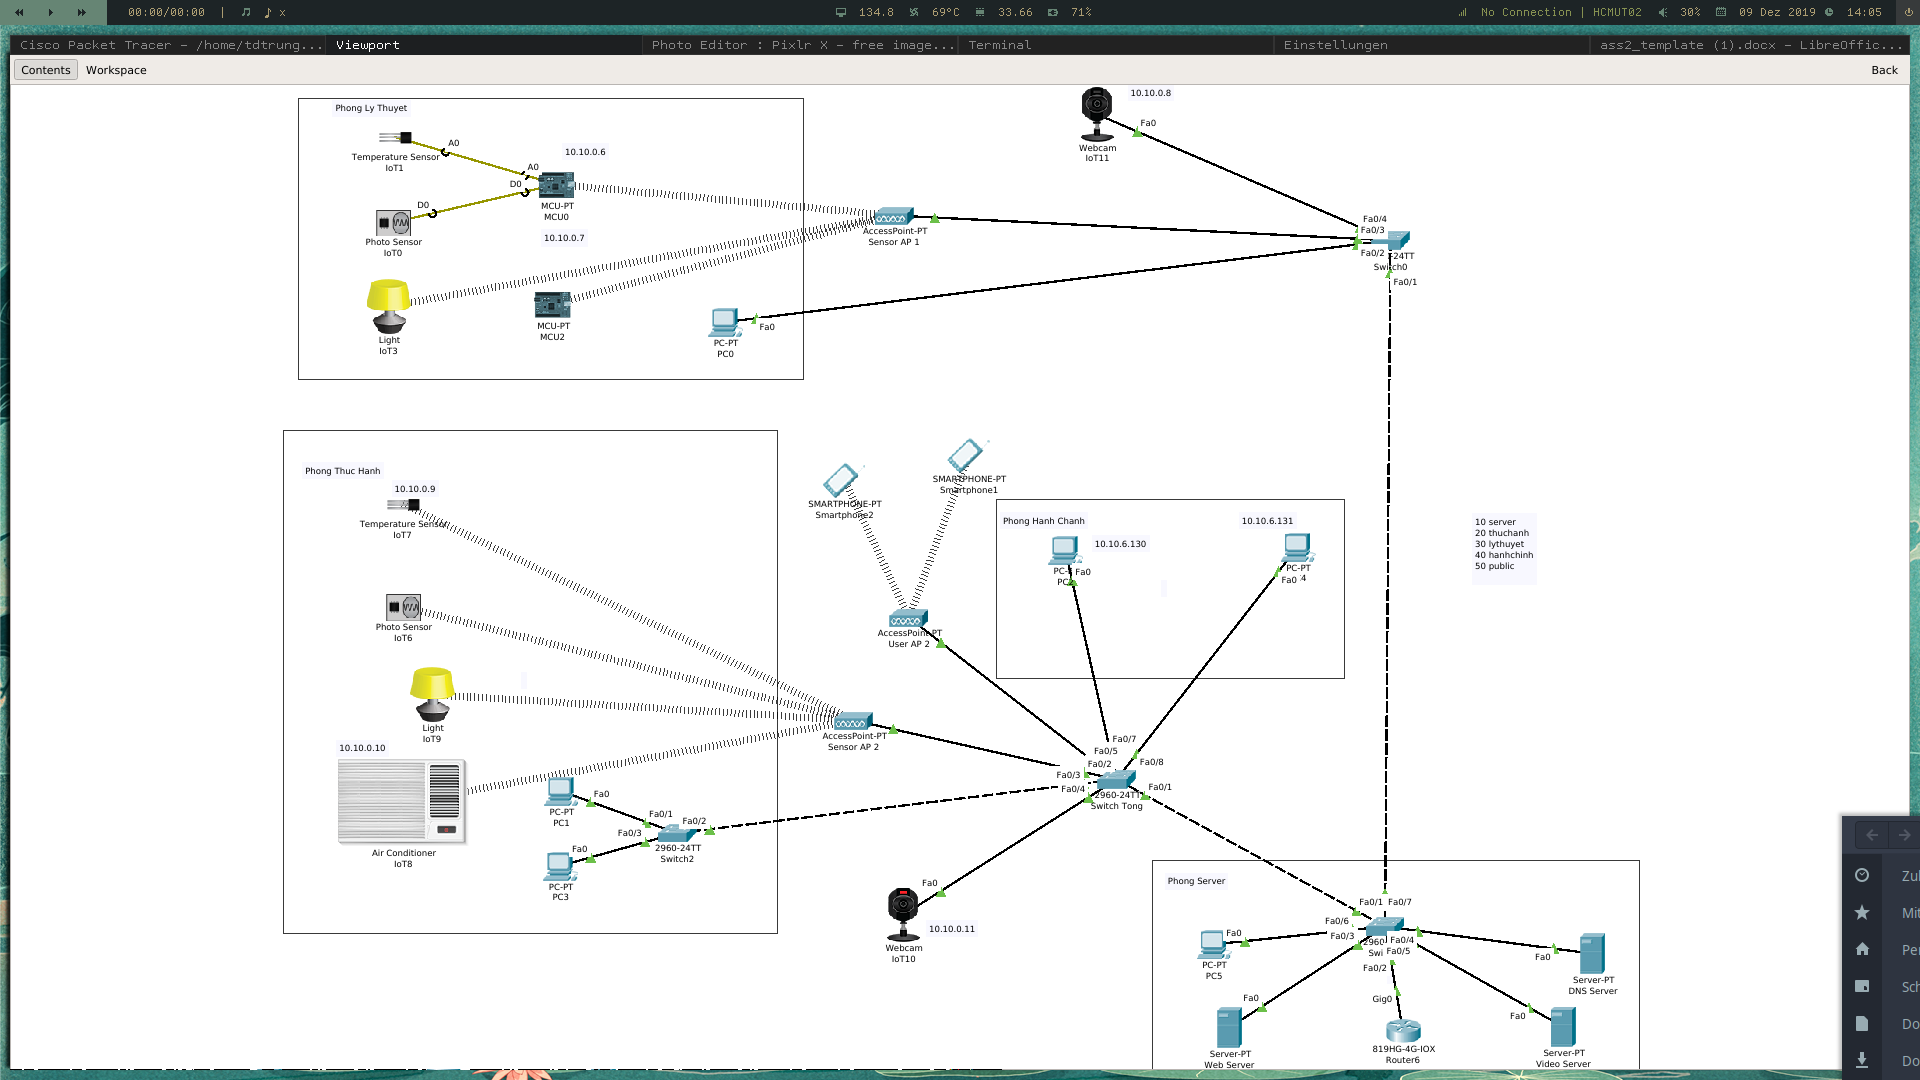 00:00/00:00
x
134.8
69°C
33.66
71%
No Connection | HCMUT02
30%
09 Dez 2019
14:05
Cisco Packet Tracer – /home/tdtrung...
Viewport
Photo Editor : Pixlr X – free image...
Terminal
Einstellungen
ass2_template (1).docx – LibreOffic...
Contents
Workspace
Back
Phong Ly Thuyet
Temperature Sensor
IoT1
A0
A0
D0
D0
10.10.0.6
MCU-PT
MCU0
Photo Sensor
IoT0
10.10.0.7
Light
IoT3
MCU-PT
MCU2
PC-PT
PC0
Fa0
AccessPoint-PT
Sensor AP 1
10.10.0.8
Fa0
Webcam
IoT11
Fa0/4
Fa0/3
Fa0/2
-24TT
Switch0
Fa0/1
Phong Thuc Hanh
10.10.0.9
Temperature Sensor
IoT7
Photo Sensor
IoT6
Light
IoT9
10.10.0.10
Air Conditioner
IoT8
Fa0
PC-PT
PC1
Fa0
PC-PT
PC3
Fa0/1
Fa0/2
Fa0/3
2960-24TT
Switch2
SMARTPHONE-PT
Smartphone2
SMARTPHONE-PT
Smartphone1
AccessPoint-PT
User AP 2
AccessPoint-PT
Sensor AP 2
Phong Hanh Chanh
10.10.6.130
10.10.6.131
Fa0
PC-PT
Fa0
4
10 server
20 thuchanh
30 lythuyet
40 hanhchinh
50 public
Fa0/7
Fa0/5
Fa0/2
Fa0/8
Fa0/3
Fa0/4
Fa0/1
2960-24TT
Switch Tong
Fa0
10.10.0.11
Webcam
IoT10
Phong Server
Fa0/1
Fa0/7
Fa0/6
Fa0/3
2960
Fa0/4
Swi
Fa0/5
Fa0/2
Fa0
PC-PT
PC5
Fa0
Server-PT
DNS Server
Fa0
Server-PT
Web Server
Gig0
819HG-4G-IOX
Router6
Fa0
Server-PT
Video Server
Zul
Mit
Per
Sch
Do
Do